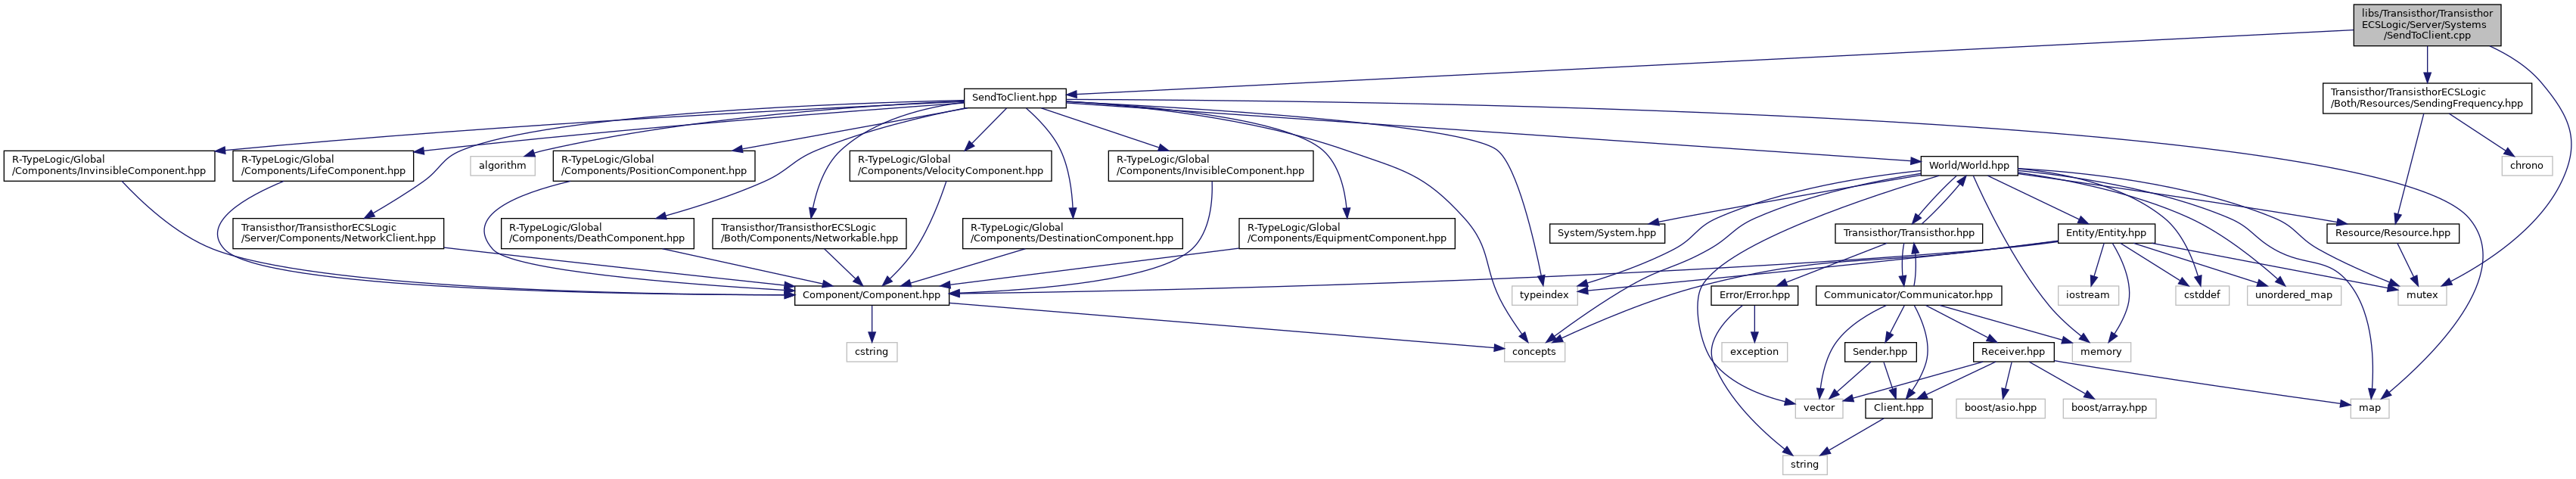 libs/Transisthor/Transisthor
ECSLogic/Server/Systems
/SendToClient.cpp
SendToClient.hpp
Transisthor/TransisthorECSLogic
/Both/Resources/SendingFrequency.hpp
R-TypeLogic/Global
/Components/InvinsibleComponent.hpp
R-TypeLogic/Global
/Components/LifeComponent.hpp
algorithm
R-TypeLogic/Global
/Components/PositionComponent.hpp
R-TypeLogic/Global
/Components/VelocityComponent.hpp
R-TypeLogic/Global
/Components/InvisibleComponent.hpp
World/World.hpp
chrono
Transisthor/TransisthorECSLogic
/Server/Components/NetworkClient.hpp
R-TypeLogic/Global
/Components/DeathComponent.hpp
Transisthor/TransisthorECSLogic
/Both/Components/Networkable.hpp
R-TypeLogic/Global
/Components/DestinationComponent.hpp
R-TypeLogic/Global
/Components/EquipmentComponent.hpp
System/System.hpp
Transisthor/Transisthor.hpp
Entity/Entity.hpp
Resource/Resource.hpp
Component/Component.hpp
typeindex
Error/Error.hpp
Communicator/Communicator.hpp
iostream
cstddef
unordered_map
mutex
cstring
concepts
exception
Sender.hpp
Receiver.hpp
memory
vector
Client.hpp
boost/asio.hpp
boost/array.hpp
map
string